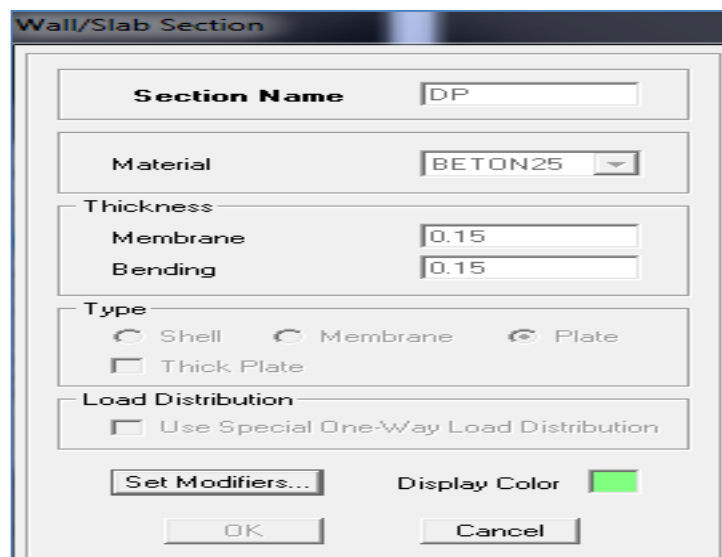 Wall/Slab Section
Section Name DP
Material BETON25
Thickness
Membrane 0.15
Bending 0.15
Type
Shell Membrane Plate
Thick Plate
Load Distribution
Use Special One-Way Load Distribution
Set Modifiers... Display Color
OK Cancel